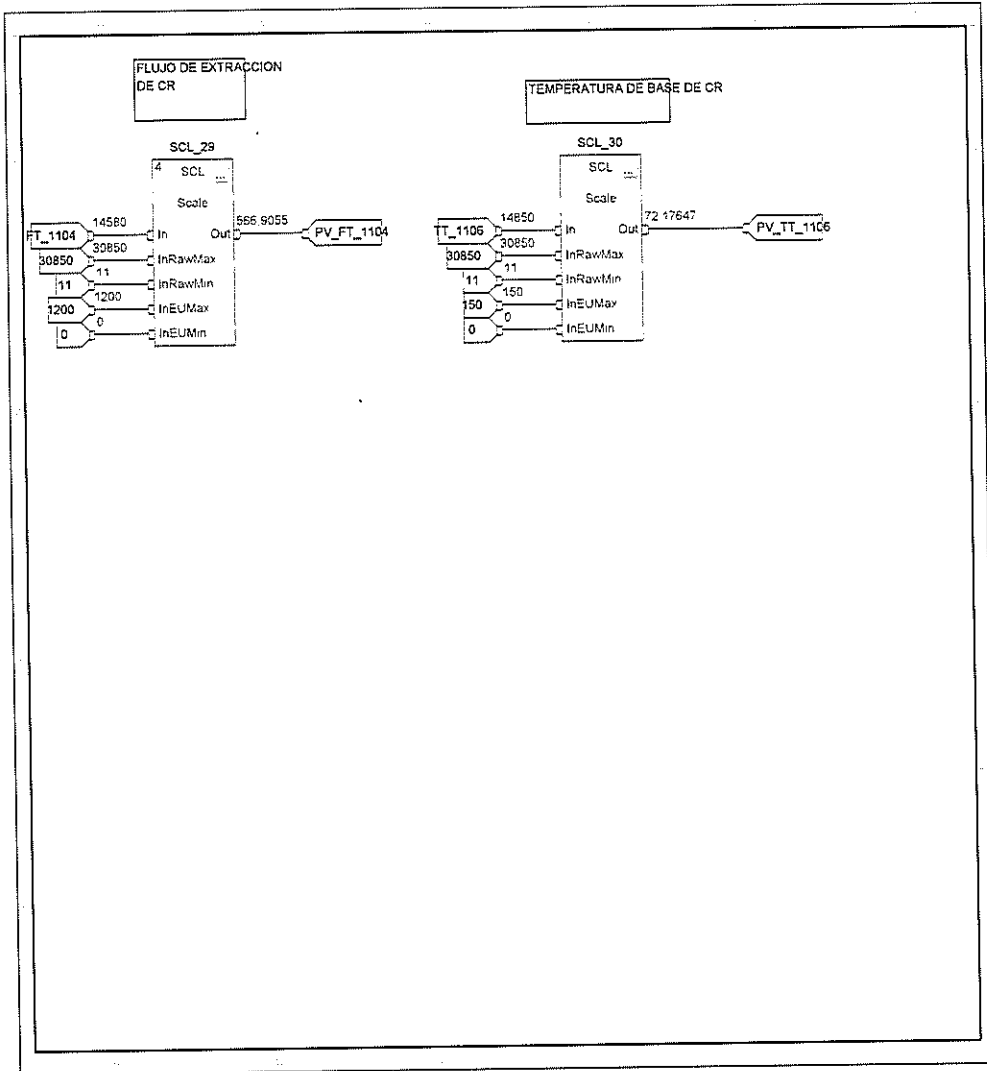 FLUJO DE EXTRACCION
DE CR
TEMPERATURA DE BASE DE CR
SCL_29
4
SCL
...
Scale
FT_1104
14580
In
Out
566.9055
PV_FT_1104
30850
30850
InRawMax
11
11
InRawMin
1200
1200
InEUMax
0
0
InEUMin
SCL_30
SCL
...
Scale
TT_1106
14850
In
Out
72.17647
PV_TT_1106
30850
30850
InRawMax
11
11
InRawMin
150
150
InEUMax
0
0
InEUMin